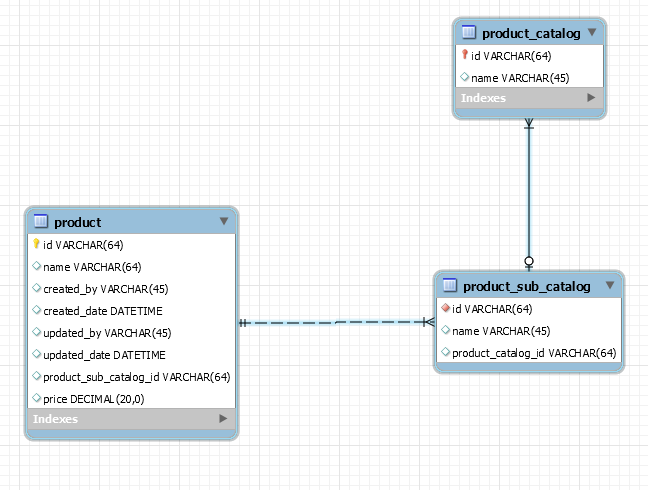 product_catalog
id VARCHAR(64)
name VARCHAR(45)
Indexes
product
id VARCHAR(64)
name VARCHAR(64)
created_by VARCHAR(45)
created_date DATETIME
updated_by VARCHAR(45)
updated_date DATETIME
product_sub_catalog_id VARCHAR(64)
price DECIMAL(20,0)
Indexes
product_sub_catalog
id VARCHAR(64)
name VARCHAR(45)
product_catalog_id VARCHAR(64)